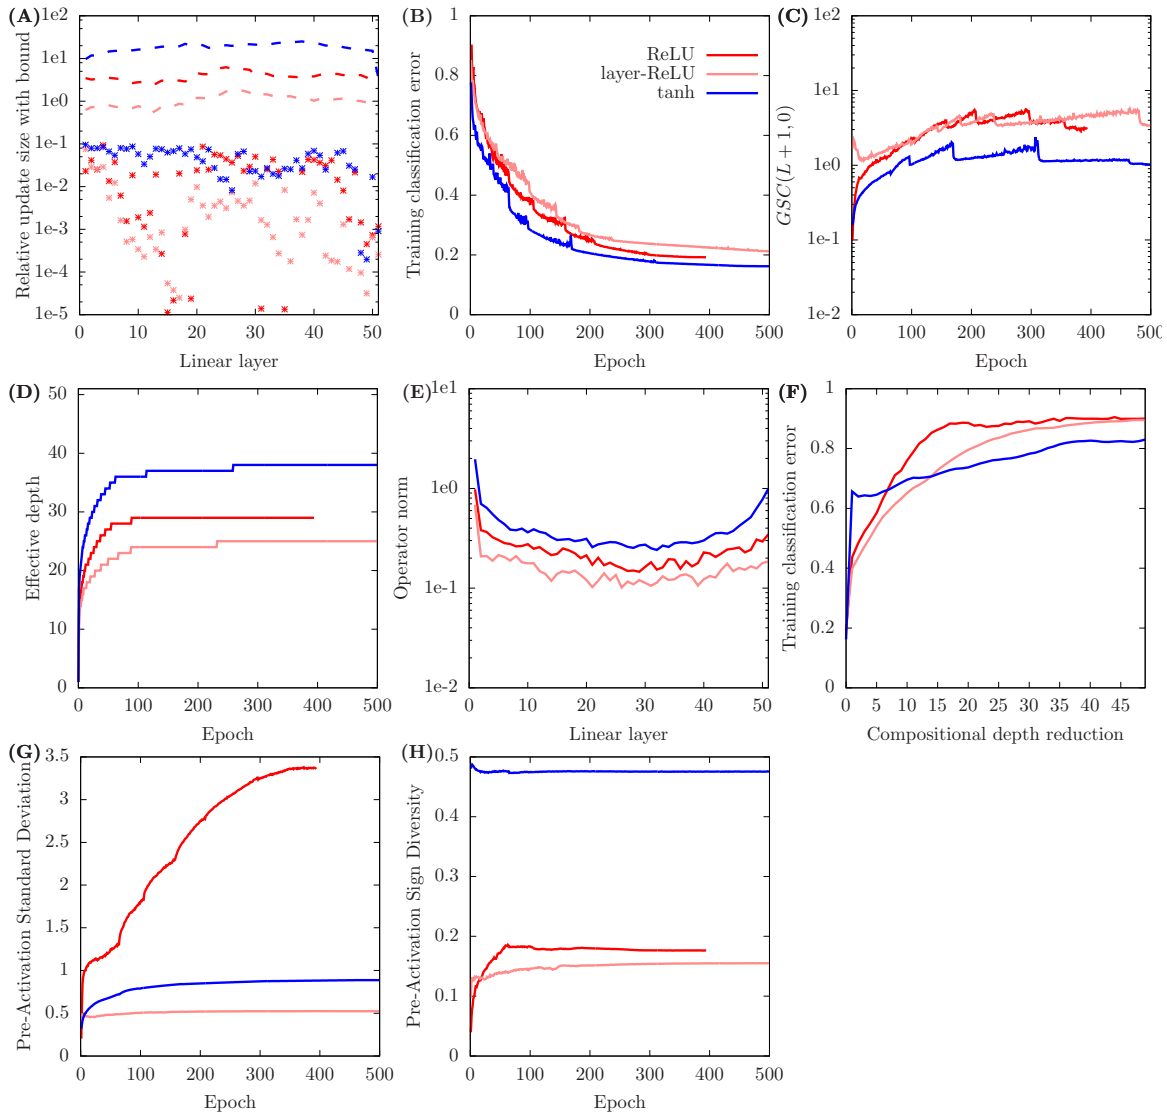 (A)
1e2
1e1
1e0
1e-1
1e-2
1e-3
1e-4
1e-5
0
10
20
30
40
50
Relative update size with bound
Linear layer
(B)
1
0.8
0.6
0.4
0.2
0
0
100
200
300
400
500
Training classification error
Epoch
ReLU
layer-ReLU
tanh
(C)
1e2
1e1
1e0
1e-1
1e-2
0
100
200
300
400
500
GSC(L + 1, 0)
Epoch
(D)
50
40
30
20
10
0
0
100
200
300
400
500
Effective depth
Epoch
(E)
1e1
1e0
1e-1
1e-2
0
10
20
30
40
50
Operator norm
Linear layer
(F)
1
0.8
0.6
0.4
0.2
0
0
5
10
15
20
25
30
35
40
45
Training classification error
Compositional depth reduction
(G)
3.5
3
2.5
2
1.5
1
0.5
0
0
100
200
300
400
500
Pre-Activation Standard Deviation
Epoch
(H)
0.5
0.4
0.3
0.2
0.1
0
0
100
200
300
400
500
Pre-Activation Sign Diversity
Epoch